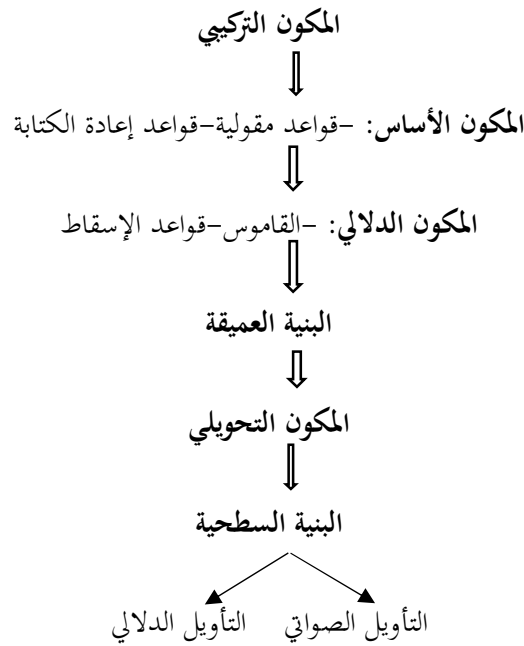 المكون التركيبي
المكون الأساس: -قواعد مقولية-قواعد إعادة الكتابة
المكون الدلالي: -القاموس-قواعد الإسقاط
البنية العميقة
المكون التحويلي
البنية السطحية
التأويل الصواتي التأويل الدلالي